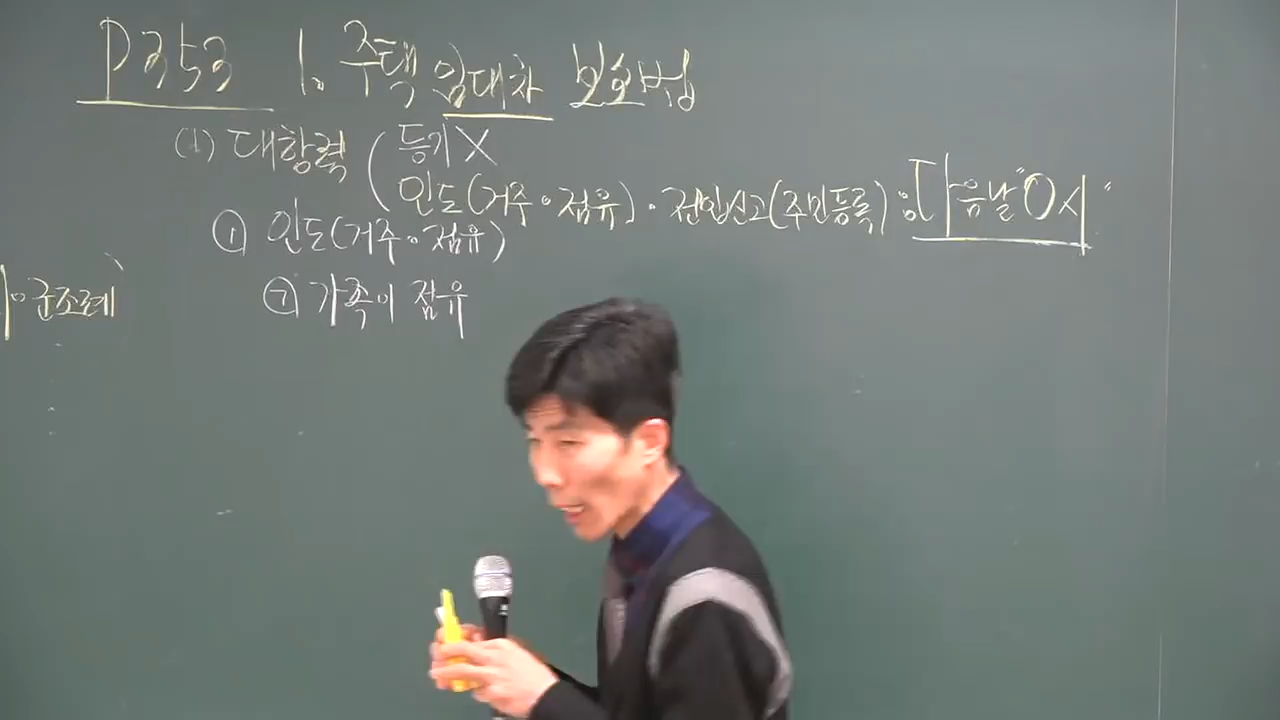 P353 1. 주택 임대차 보호법
(1) 대항력 ( 등기 X
인도(거주·점유)·전입신고(주민등록) : 다음날 "0시"
① 인도(거주·점유)
㉠ 가족이 점유
·군조례